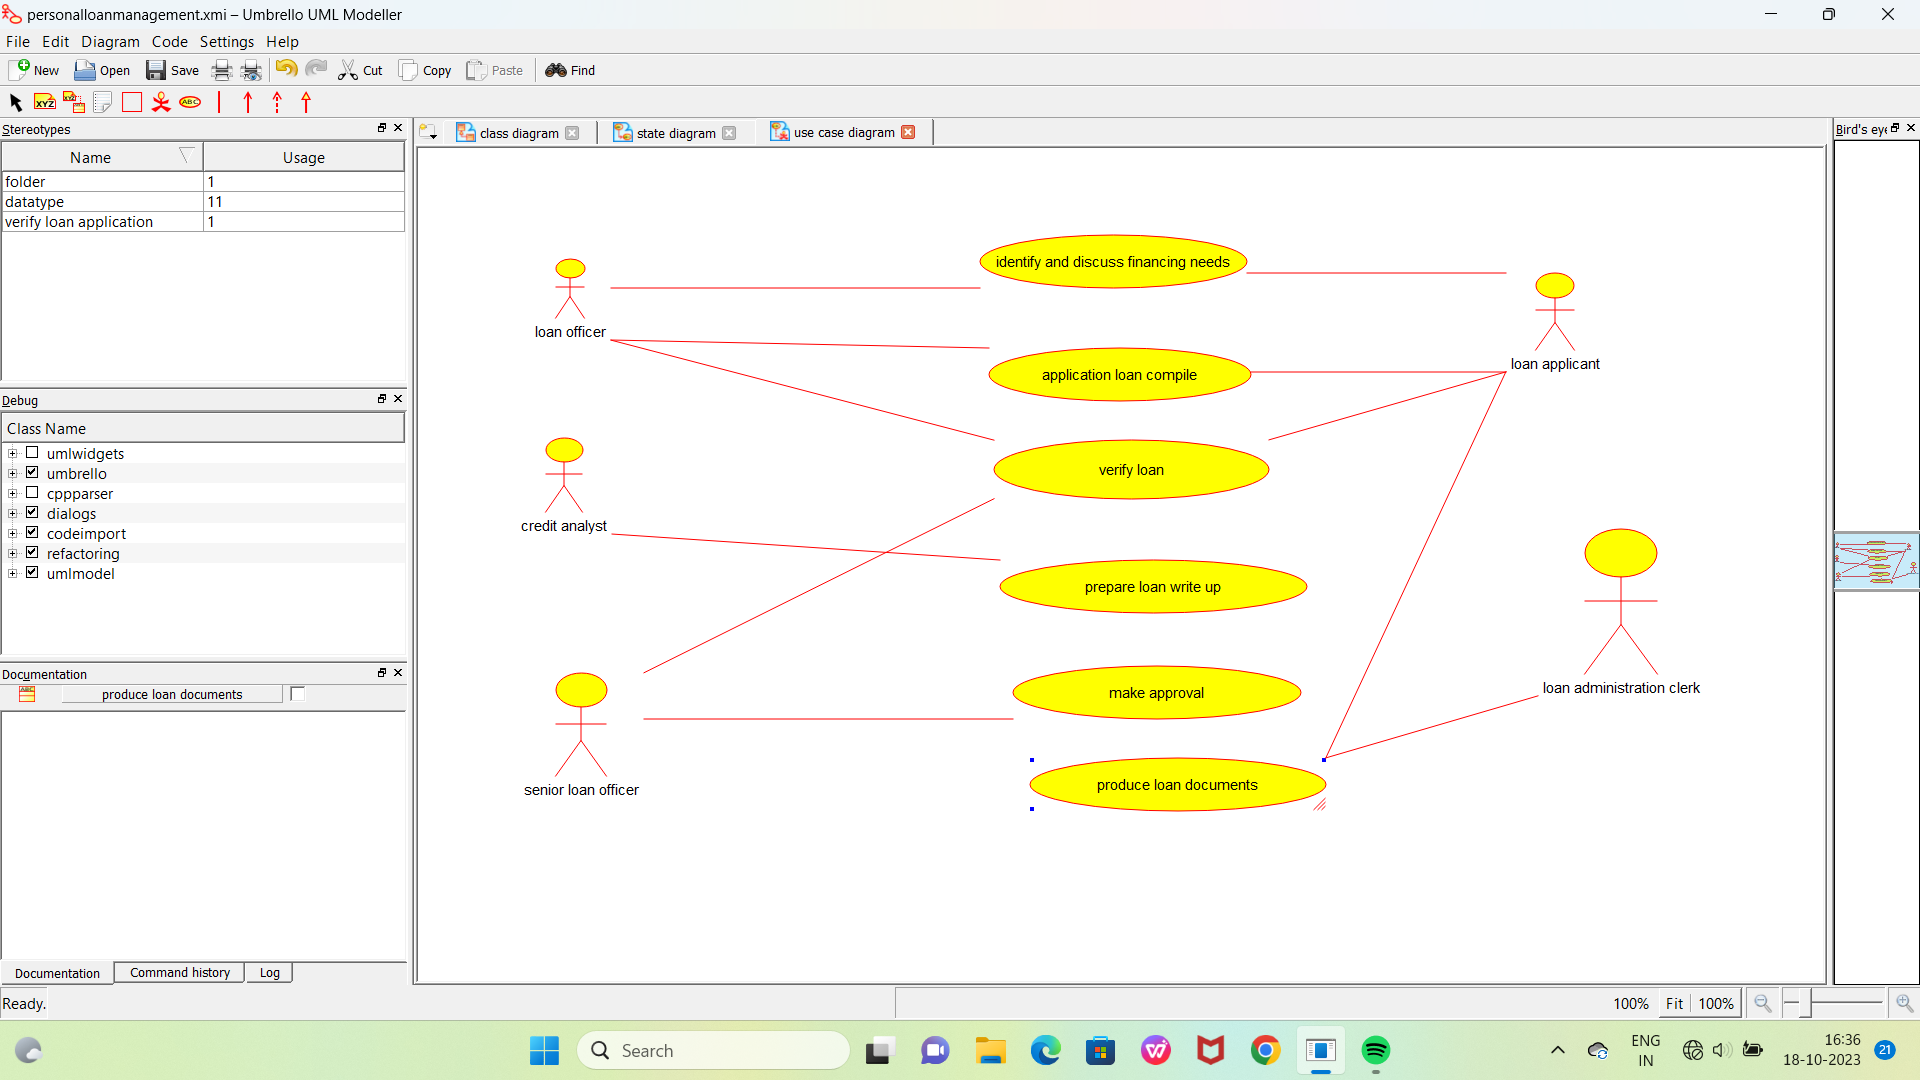 personalloanmanagement.xmi – Umbrello UML Modeller
File Edit Diagram Code Settings Help
New Open Save Cut Copy Paste Find
XYZ XYZ ABC
Stereotypes
Name Usage
folder 1
datatype 11
verify loan application 1
Debug
Class Name
umlwidgets
umbrello
cppparser
dialogs
codeimport
refactoring
umlmodel
Documentation
ABC produce loan documents
Documentation Command history Log
class diagram state diagram use case diagram
identify and discuss financing needs
loan officer
loan applicant
application loan compile
verify loan
credit analyst
prepare loan write up
make approval
loan administration clerk
produce loan documents
senior loan officer
Bird's eye
Ready.
100% Fit 100%
Search
ENG
IN
16:36
18-10-2023
21